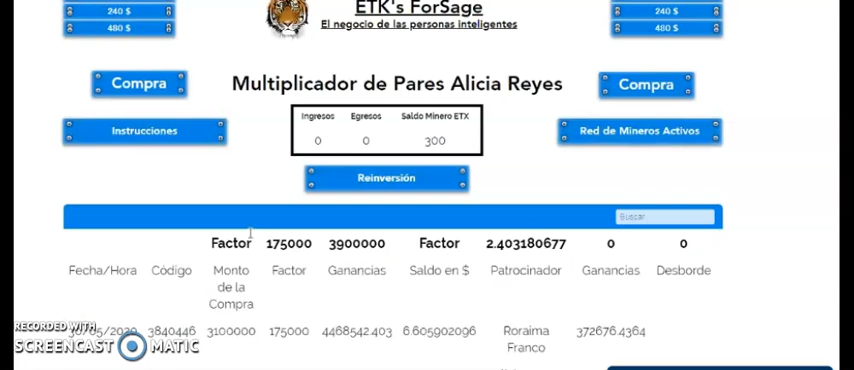 240 $
480 $
ETK's ForSage
El negocio de las personas inteligentes
240 $
480 $
Compra
Multiplicador de Pares Alicia Reyes
Compra
Instrucciones
Ingresos Egresos Saldo Minero ETX
0 0 300
Red de Mineros Activos
Reinversión
Buscar
Factor 175000 3900000 Factor 2.403180677 0 0
Fecha/Hora Código Monto de la Compra Factor Ganancias Saldo en $ Patrocinador Ganancias Desborde
30/05/2020 3840446 3100000 175000 4468542.403 6.605902096 Roraima Franco 372676.4364
RECORDED WITH
SCREENCAST MATIC